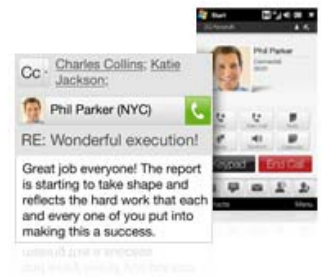 Cc
Charles Collins; Katie
Jackson;
Phil Parker (NYC)
RE: Wonderful execution!
Great job everyone! The report
is starting to take shape and
reflects the hard work that each
and every one of you put into
making this a success.
Start
Phil Parker
Connected
Keypad
End Call
Menu